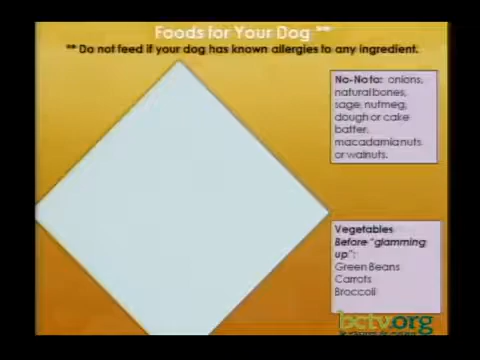 Foods for Your Dog **
** Do not feed if your dog has known allergies to any ingredient.
No-No's: onions,
natural bones,
sage, nutmeg,
dough or cake
batter,
macadamia nuts
or walnuts.
Vegetables
Before "glamming
up":
Green Beans
Carrots
Broccoli
bctv.org